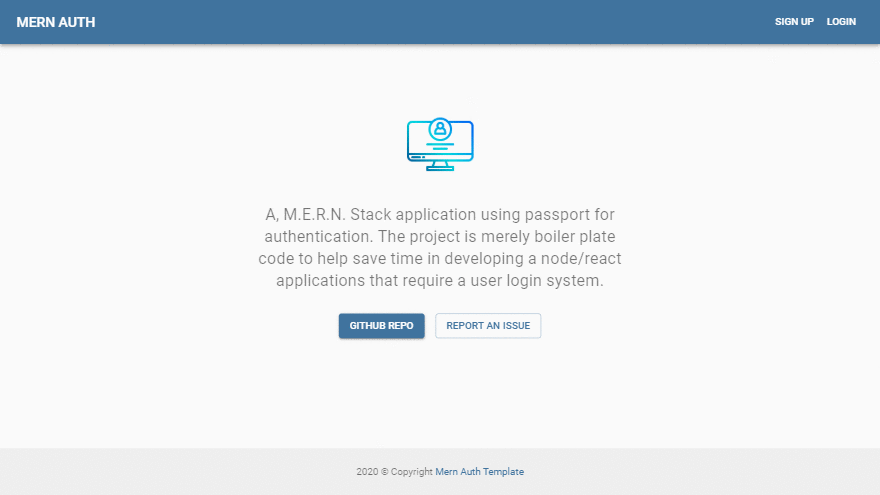 MERN AUTH
SIGN UP LOGIN
A, M.E.R.N. Stack application using passport for
authentication. The project is merely boiler plate
code to help save time in developing a node/react
applications that require a user login system.
GITHUB REPO REPORT AN ISSUE
2020 © Copyright Mern Auth Template